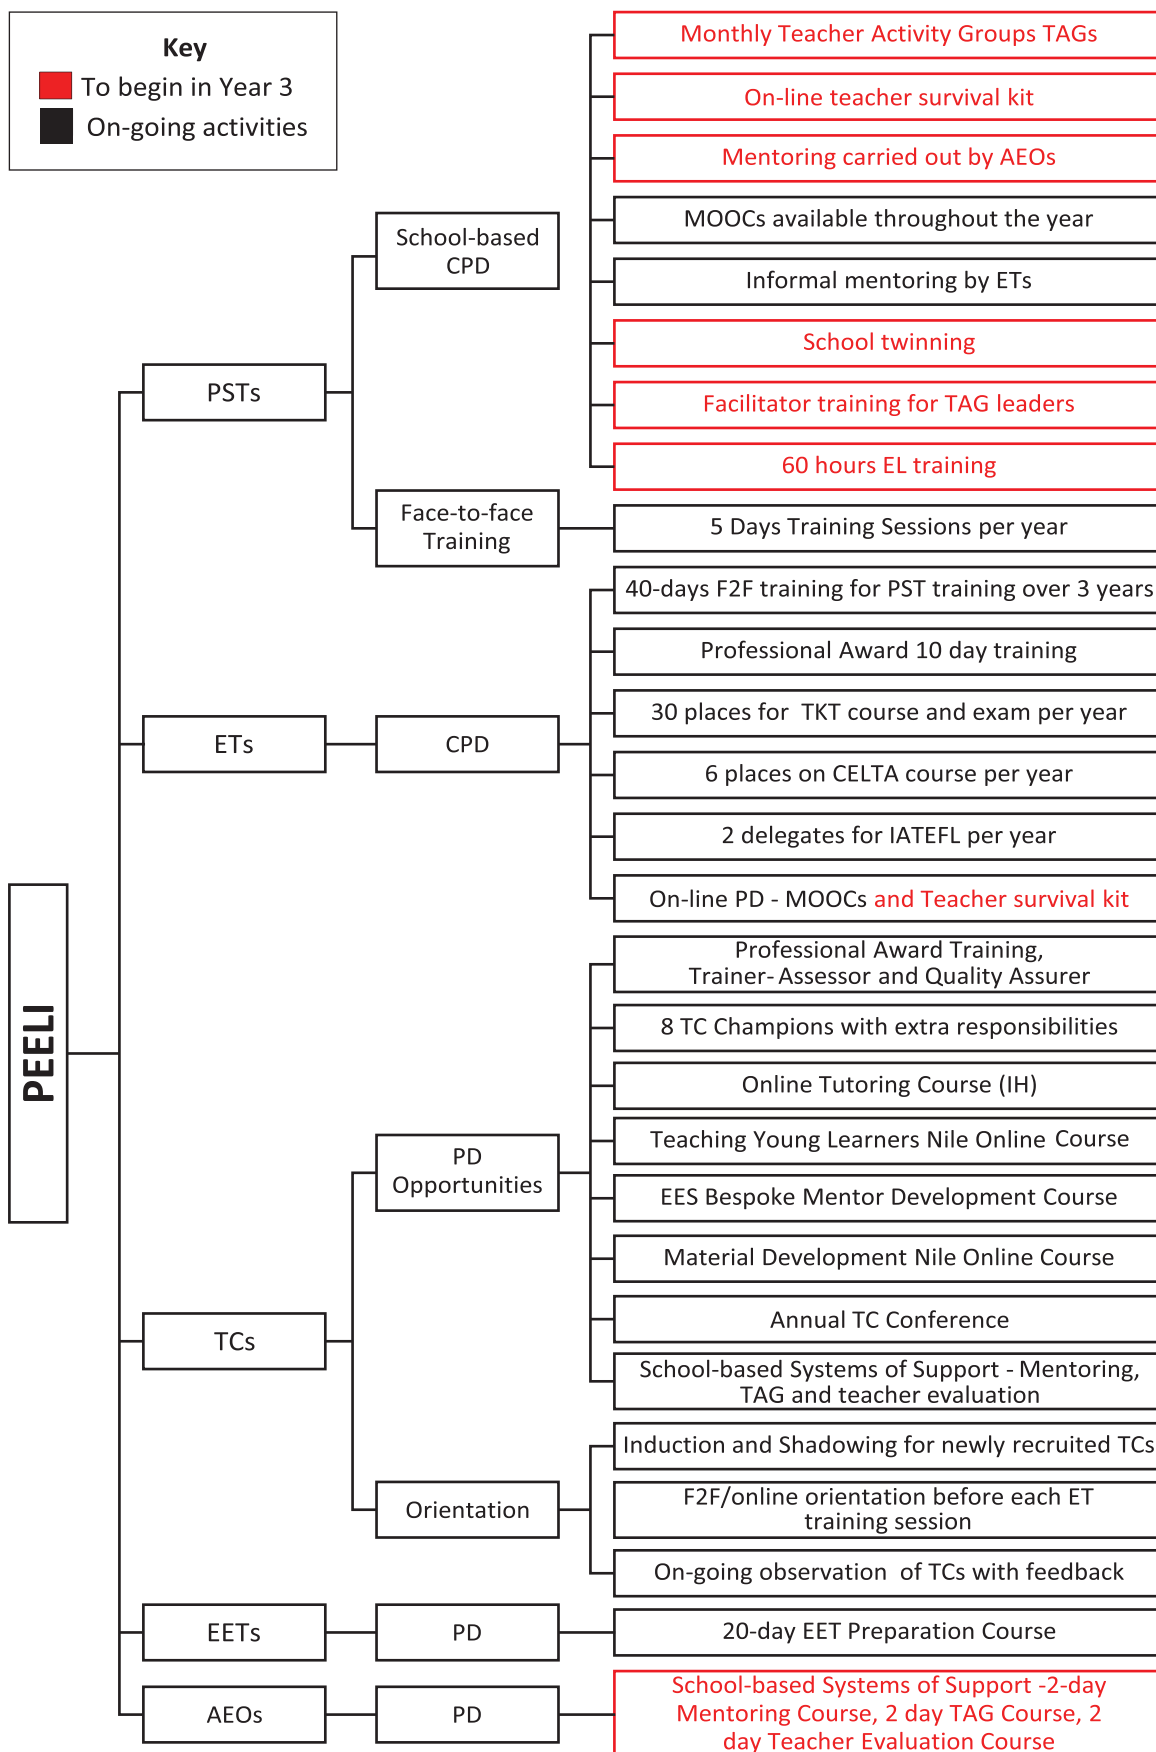 Key
To begin in Year 3
On-going activities
PEELI
PSTs
School-based
CPD
Monthly Teacher Activity Groups TAGs
On-line teacher survival kit
Mentoring carried out by AEOs
MOOCs available throughout the year
Informal mentoring by ETs
School twinning
Facilitator training for TAG leaders
60 hours EL training
Face-to-face
Training
5 Days Training Sessions per year
ETs
CPD
40-days F2F training for PST training over 3 years
Professional Award 10 day training
30 places for TKT course and exam per year
6 places on CELTA course per year
2 delegates for IATEFL per year
On-line PD - MOOCs and Teacher survival kit
TCs
PD
Opportunities
Professional Award Training,
Trainer-Assessor and Quality Assurer
8 TC Champions with extra responsibilities
Online Tutoring Course (IH)
Teaching Young Learners Nile Online Course
EES Bespoke Mentor Development Course
Material Development Nile Online Course
Annual TC Conference
School-based Systems of Support - Mentoring,
TAG and teacher evaluation
Orientation
Induction and Shadowing for newly recruited TCs
F2F/online orientation before each ET
training session
On-going observation of TCs with feedback
EETs
PD
20-day EET Preparation Course
AEOs
PD
School-based Systems of Support -2-day
Mentoring Course, 2 day TAG Course, 2
day Teacher Evaluation Course